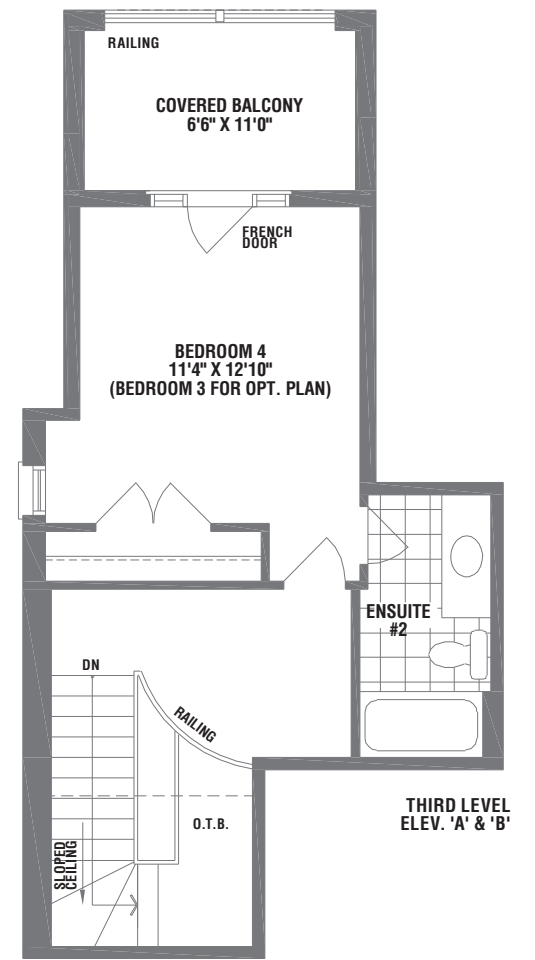 RAILING
COVERED BALCONY
6'6" X 11'0"
FRENCH
DOOR
BEDROOM 4
11'4" X 12'10"
(BEDROOM 3 FOR OPT. PLAN)
ENSUITE
#2
DN
RAILING
O.T.B.
SLOPED
CEILING
THIRD LEVEL
ELEV. 'A' & 'B'